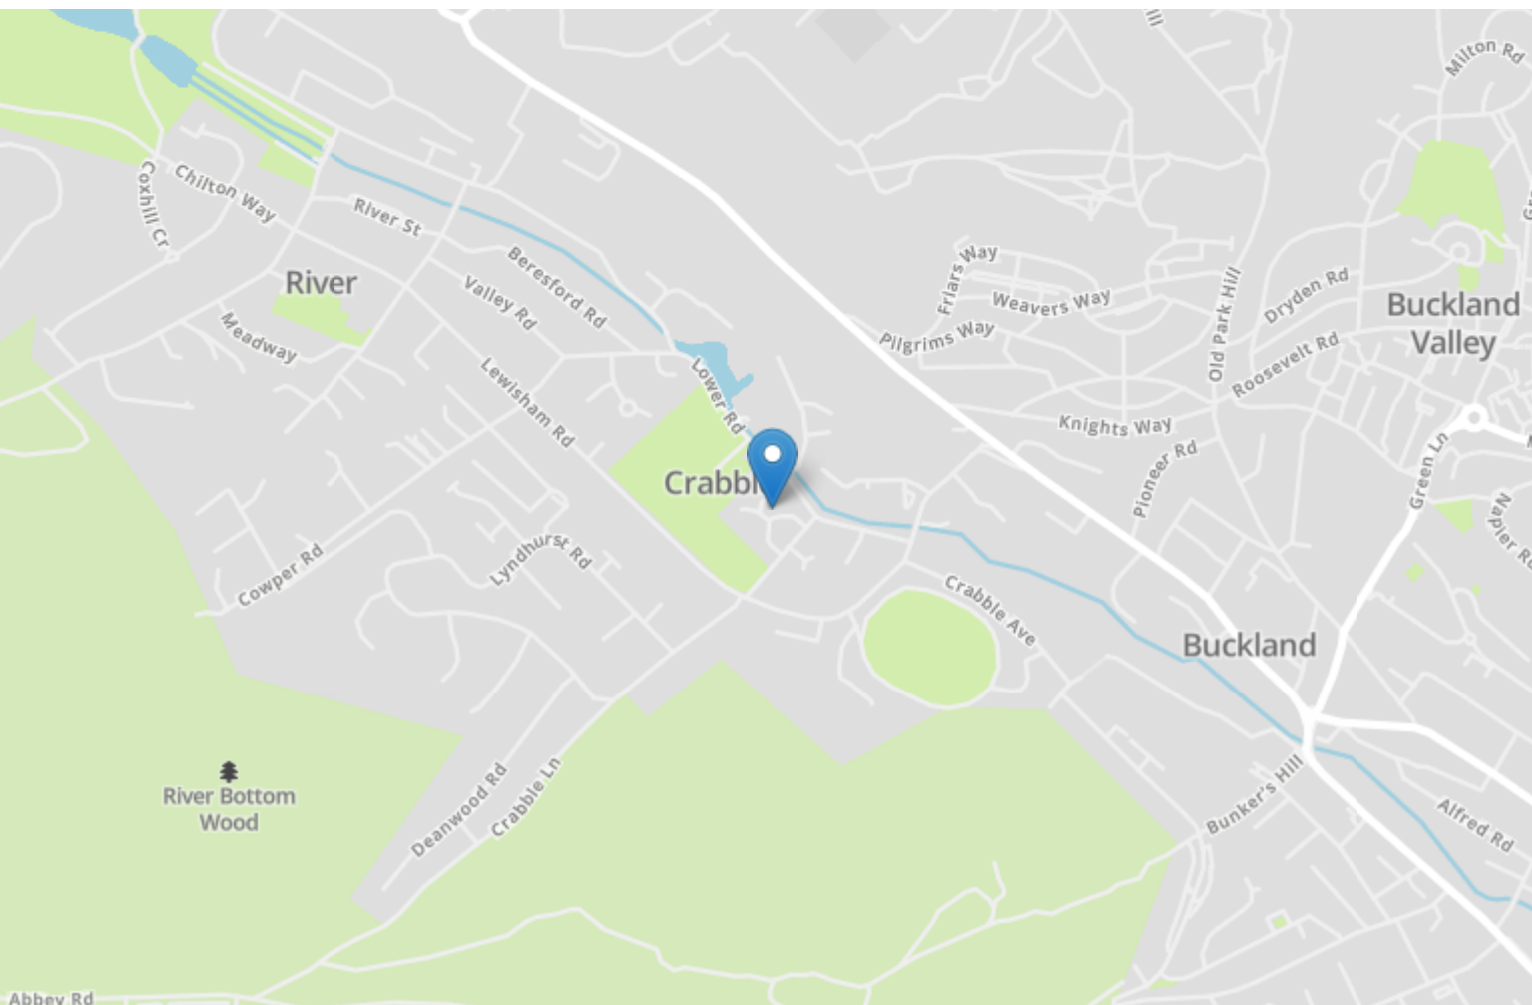 Milton Rd
Coxhill Cr
Chilton Way
River St
River
Beresford Rd
Valley Rd
Meadway
Lewisham Rd
Lower Rd
Friars Way
Weavers Way
Pilgrims Way
Old Park Hill
Dryden Rd
Buckland
Valley
Roosevelt Rd
Knights Way
Pioneer Rd
Green Ln
Napier Rd
Crabbl
Cowper Rd
Lyndhurst Rd
Crabble Ave
Buckland
River Bottom
Wood
Deanwood Rd
Crabble Ln
Bunker's Hill
Alfred Rd
Abbey Rd